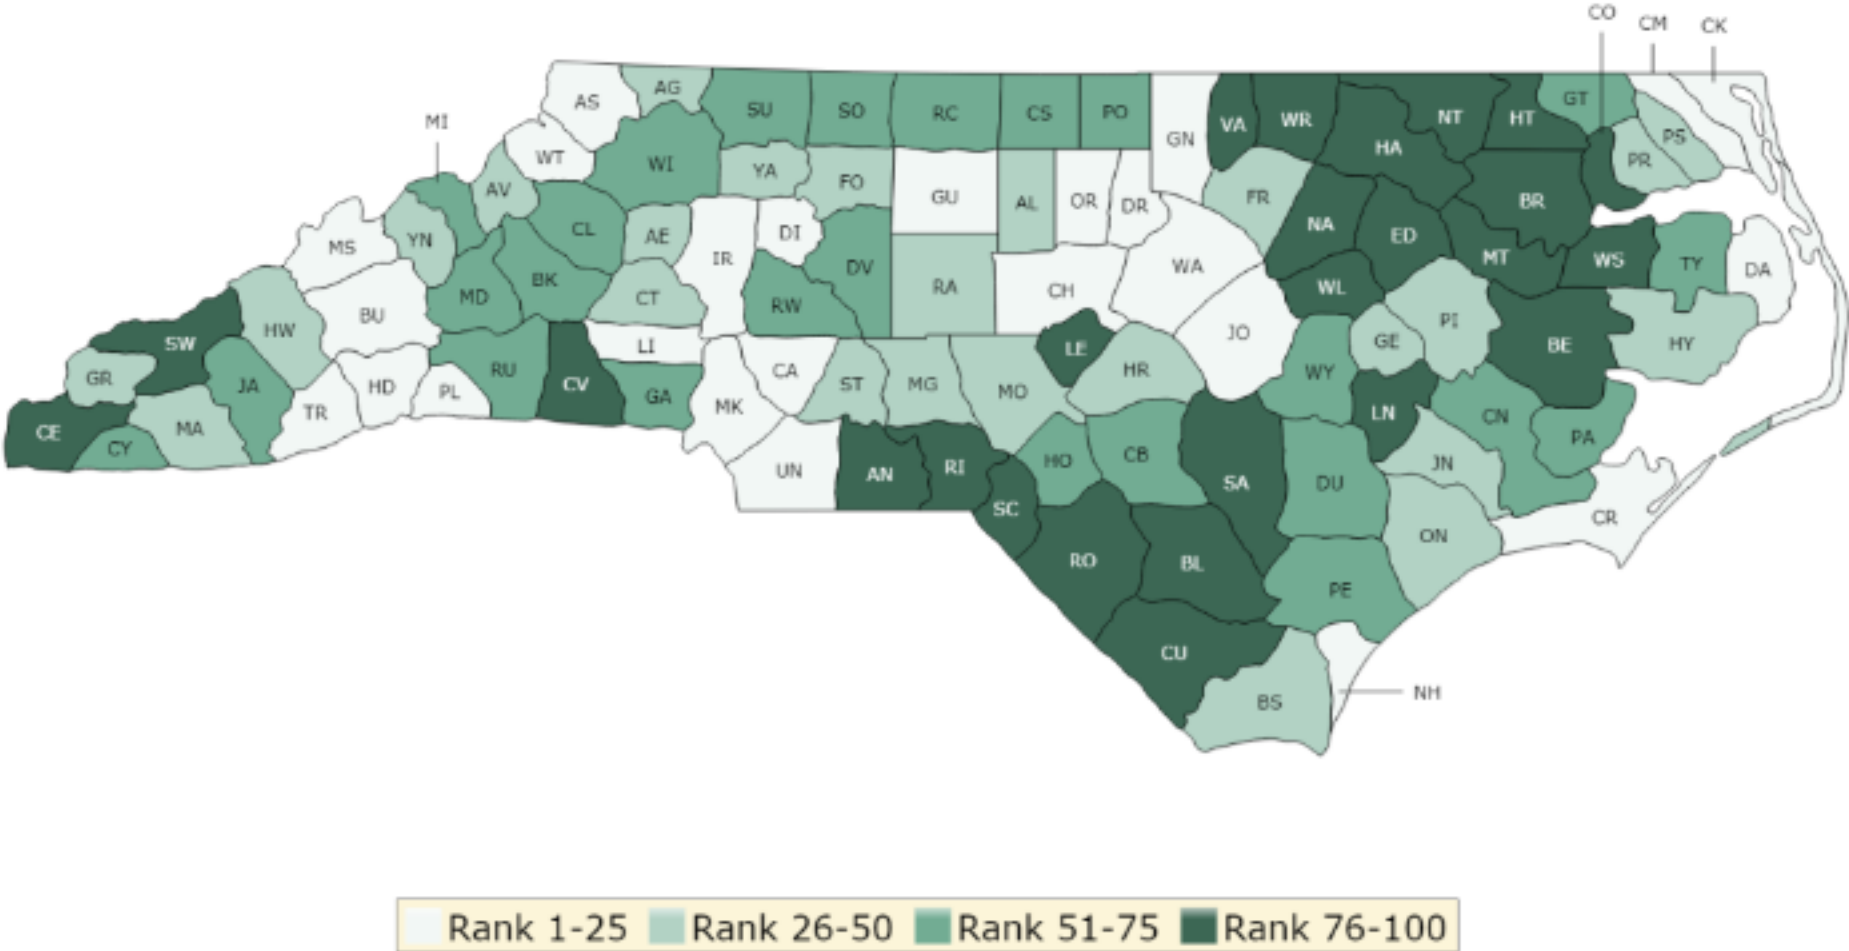 CO CM CK
AS AG SU SO RC CS PO GN VA WR HA NT HT GT PS PR
MI WT WI YA FO GU AL OR DR FR NA ED BR
AV CL AE IR DI DV RA CH WA MT WS TY DA
MS YN MD BK CT RW WL PI HY
SW HW BU LI LE HR JO GE BE
GR JA HD PL RU CV GA MK CA ST MG MO WY LN CN PA
CE CY MA TR UN AN RI HO CB SA DU JN
SC ON CR
RO BL PE
CU BS NH
Rank 1-25 Rank 26-50 Rank 51-75 Rank 76-100